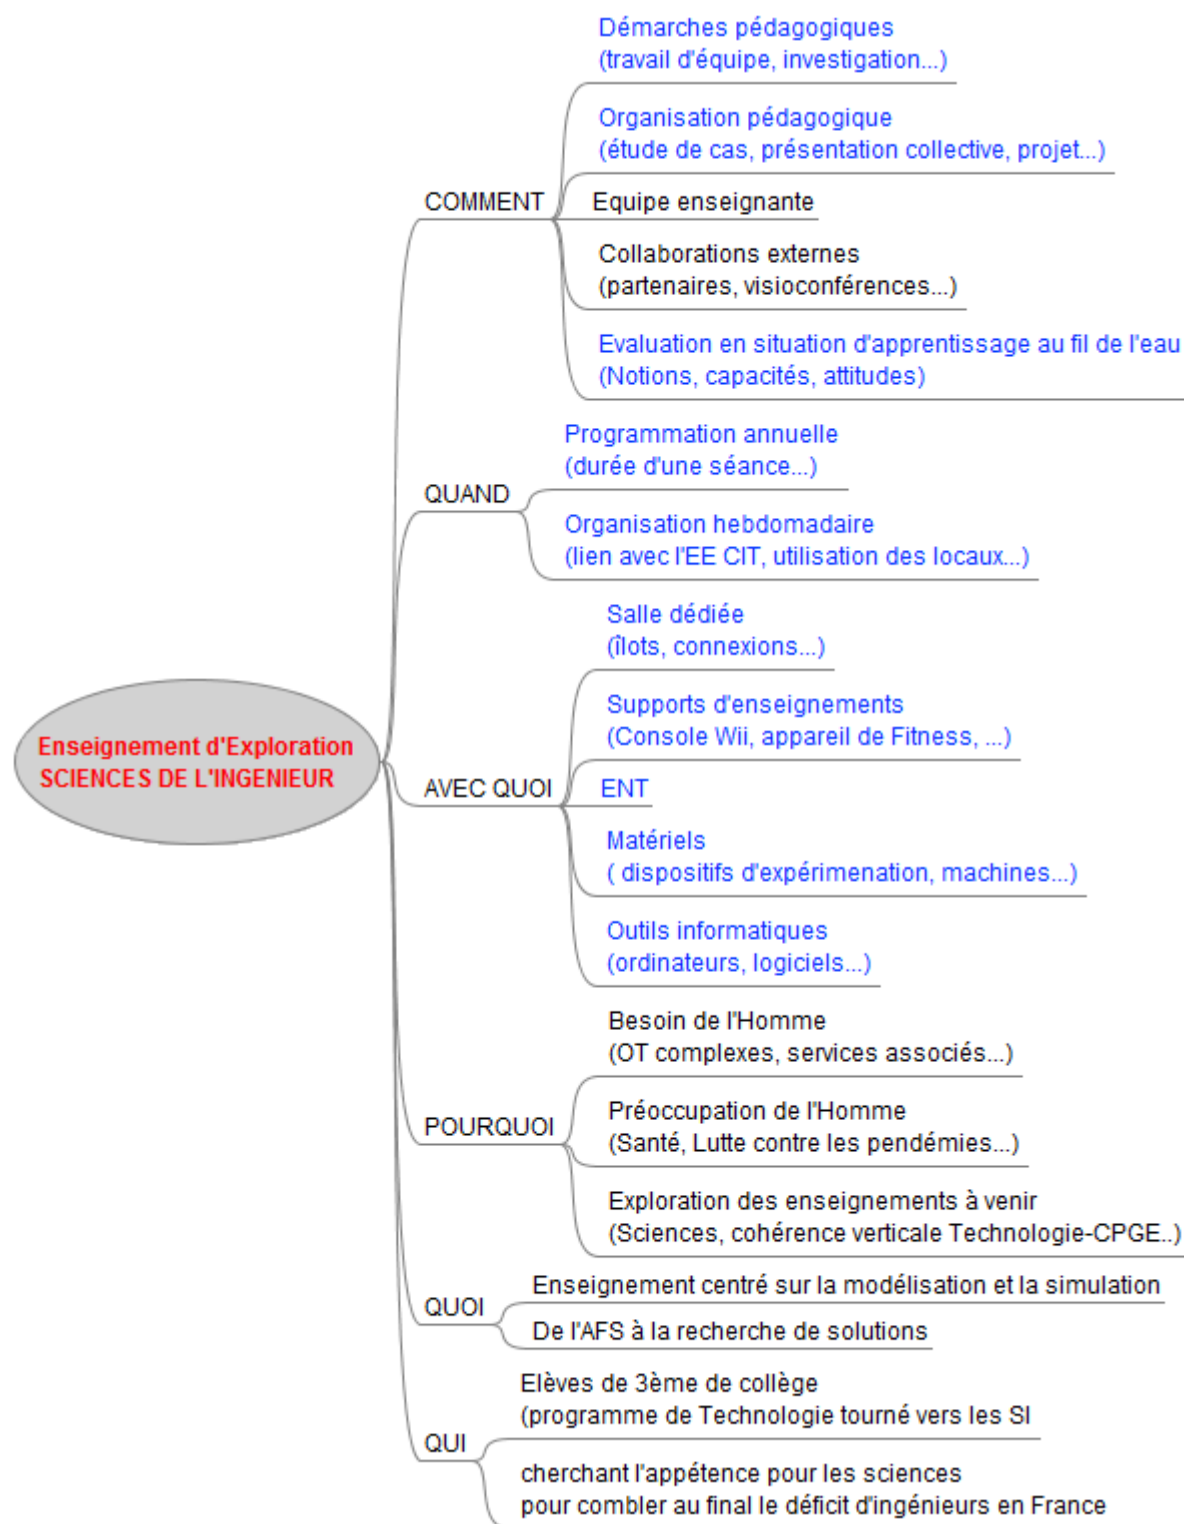 Enseignement d'Exploration
SCIENCES DE L'INGENIEUR
COMMENT
Démarches pédagogiques
(travail d'équipe, investigation...)
Organisation pédagogique
(étude de cas, présentation collective, projet...)
Equipe enseignante
Collaborations externes
(partenaires, visioconférences...)
Evaluation en situation d'apprentissage au fil de l'eau
(Notions, capacités, attitudes)
QUAND
Programmation annuelle
(durée d'une séance...)
Organisation hebdomadaire
(lien avec l'EE CIT, utilisation des locaux...)
AVEC QUOI
Salle dédiée
(îlots, connexions...)
Supports d'enseignements
(Console Wii, appareil de Fitness, ...)
ENT
Matériels
( dispositifs d'expérimenation, machines...)
Outils informatiques
(ordinateurs, logiciels...)
POURQUOI
Besoin de l'Homme
(OT complexes, services associés...)
Préoccupation de l'Homme
(Santé, Lutte contre les pendémies...)
Exploration des enseignements à venir
(Sciences, cohérence verticale Technologie-CPGE..)
QUOI
Enseignement centré sur la modélisation et la simulation
De l'AFS à la recherche de solutions
QUI
Elèves de 3ème de collège
(programme de Technologie tourné vers les SI
cherchant l'appétence pour les sciences
pour combler au final le déficit d'ingénieurs en France